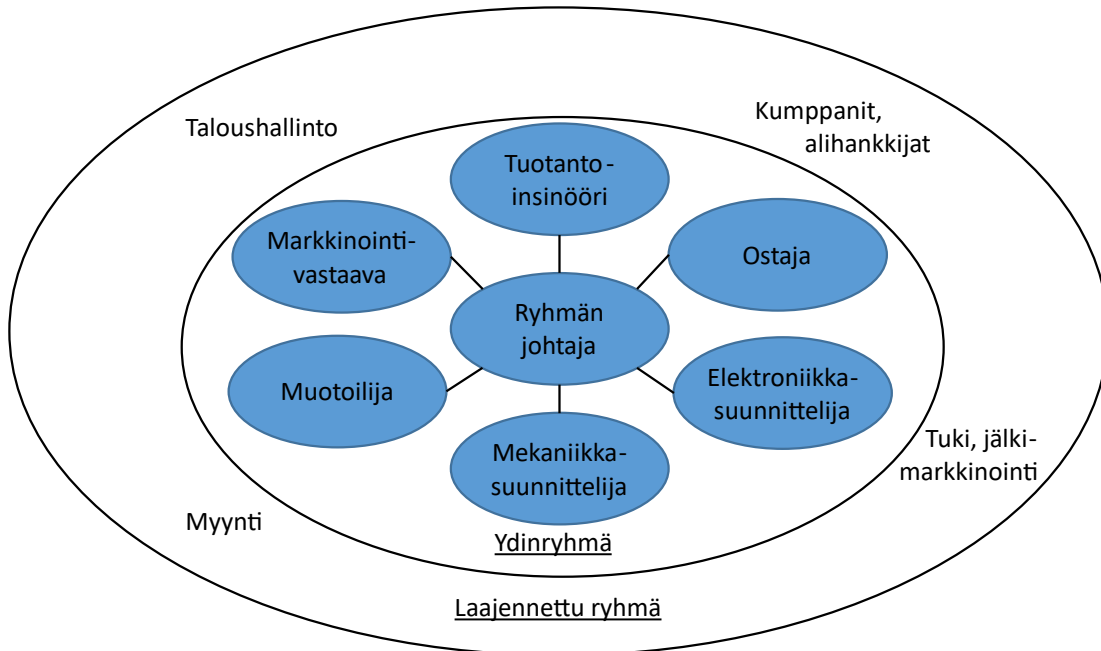 Taloushallinto
Kumppanit,
alihankkijat
Tuotanto-
insinööri
Markkinointi-
vastaava
Ostaja
Ryhmän
johtaja
Muotoilija
Elektroniikka-
suunnittelija
Mekaniikka-
suunnittelija
Tuki, jälki-
markkinointi
Myynti
Ydinryhmä
Laajennettu ryhmä